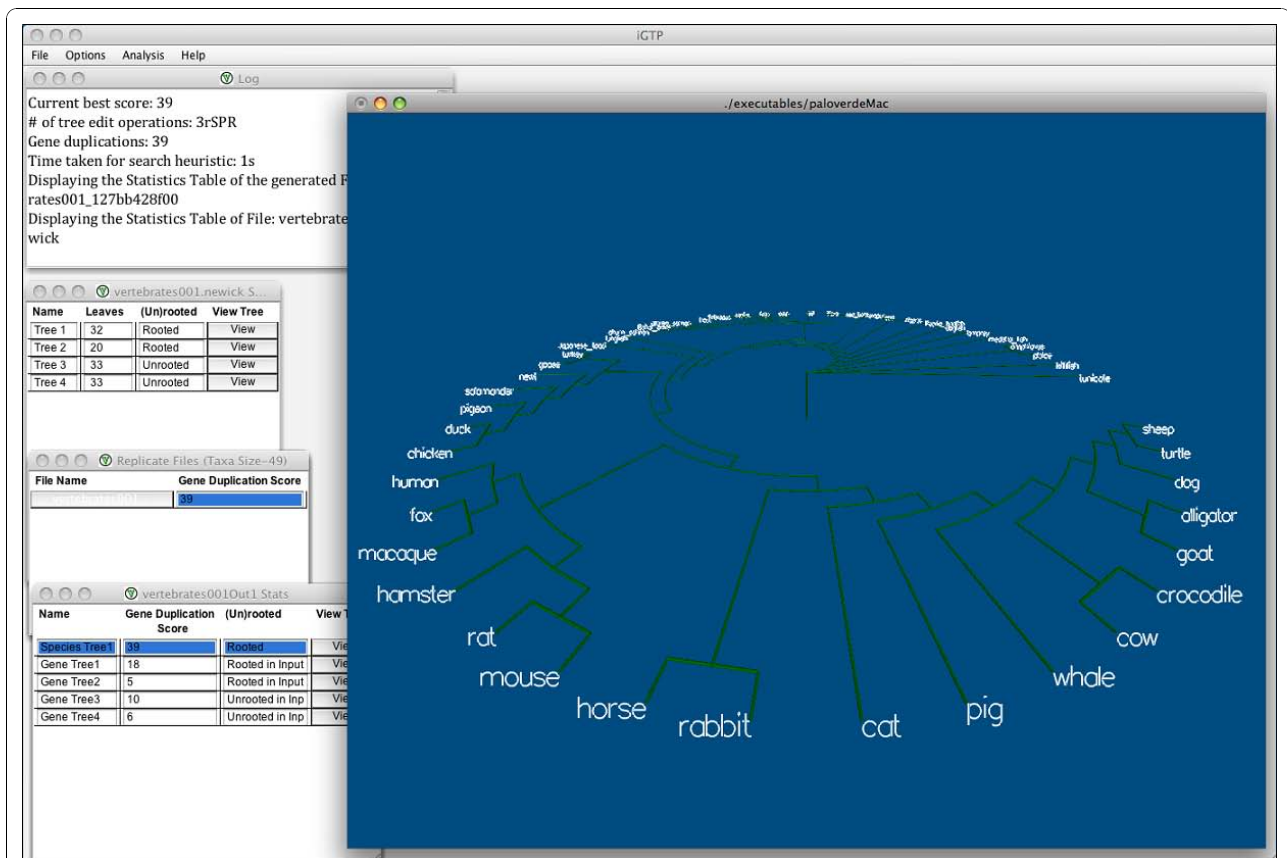 iGTP
File Options Analysis Help
Log
Current best score: 39
# of tree edit operations: 3rSPR
Gene duplications: 39
Time taken for search heuristic: 1s
Displaying the Statistics Table of the generated F
rates001_127bb428f00
Displaying the Statistics Table of File: vertebrate
wick
vertebrates001.newick S...
Name Leaves (Un)rooted View Tree
Tree 1 32 Rooted View
Tree 2 20 Rooted View
Tree 3 33 Unrooted View
Tree 4 33 Unrooted View
Replicate Files (Taxa Size-49)
File Name Gene Duplication Score
39
vertebrates001Out1 Stats
Name Gene Duplication (Un)rooted View T
Score
Species Tree1 39 Rooted Vie
Gene Tree1 18 Rooted in Input Vie
Gene Tree2 5 Rooted in Input Vie
Gene Tree3 10 Unrooted in Inp Vie
Gene Tree4 6 Unrooted in Inp Vie
./executables/paloverdeMac
turkey
goose
newt
salamander
pigeon
duck
chicken
human
fox
macaque
hamster
rat
mouse
horse
rabbit
cat
pig
whale
cow
crocodile
goat
alligator
dog
turtle
sheep
tunicate